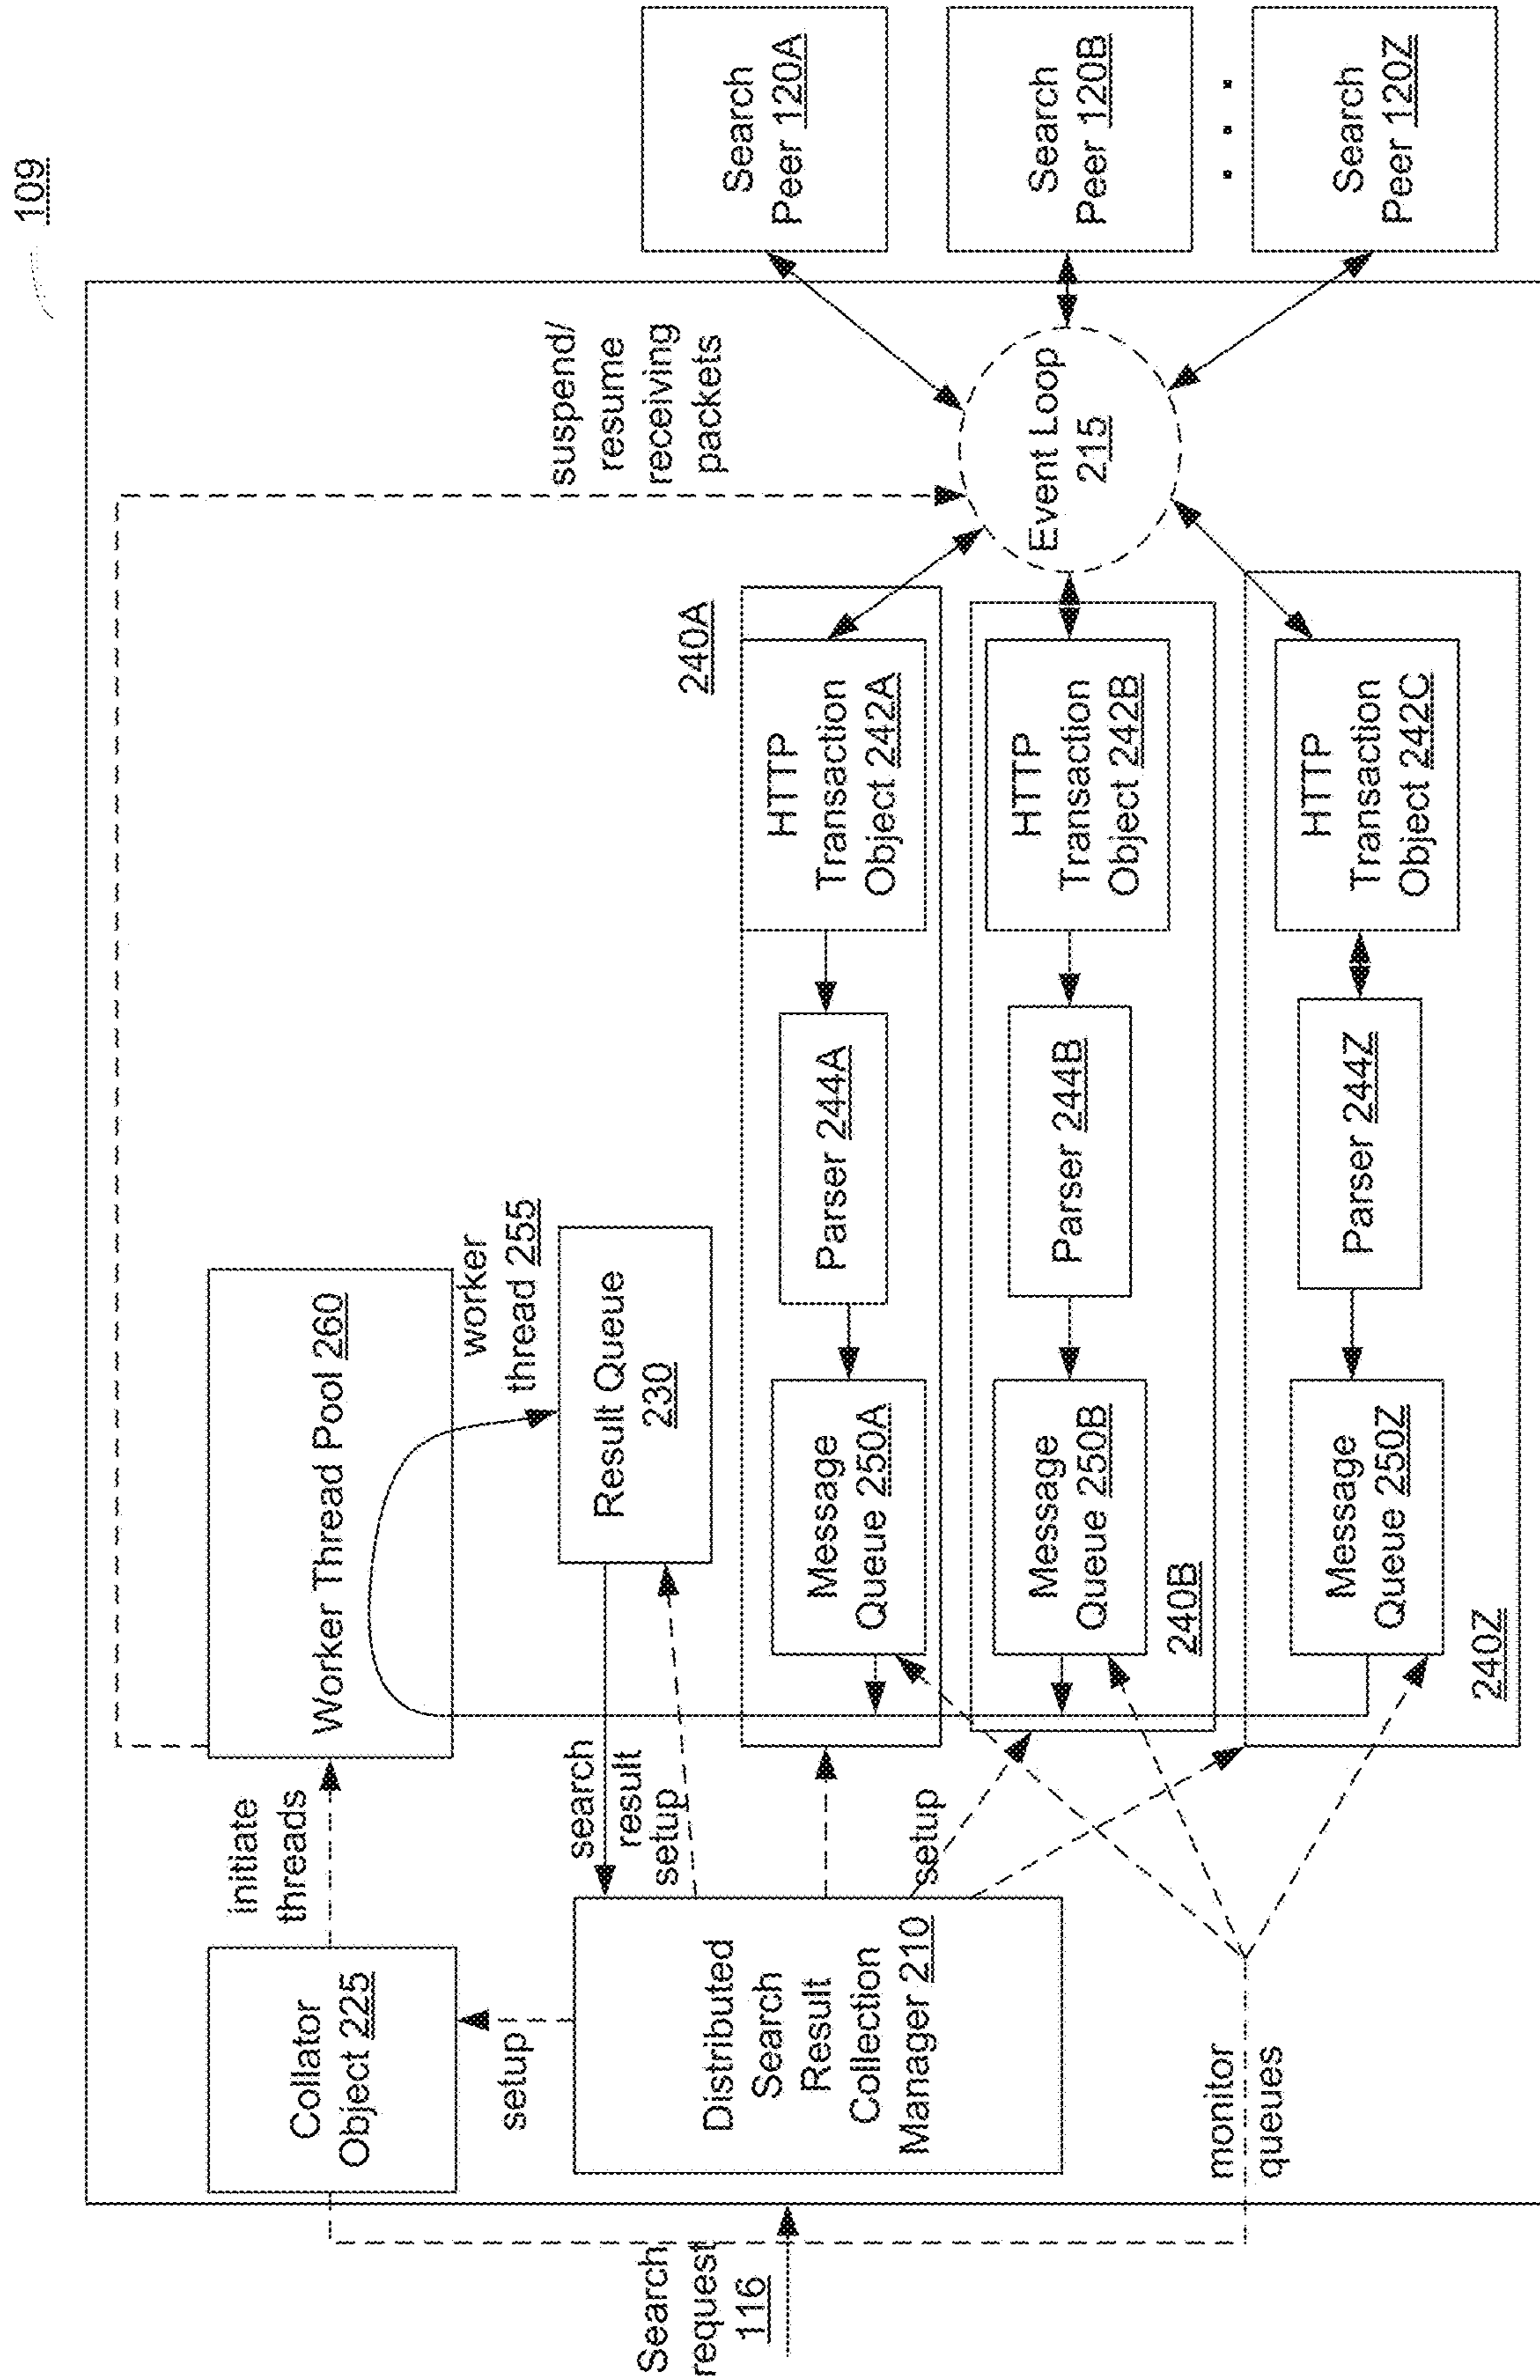 109
Collator
Object 225
initiate
threads
Worker Thread Pool 260
worker
thread 255
suspend/
resume
receiving
packets
setup
Search
request
116
Distributed
Search
Result
Collection
Manager 210
search
result
setup
setup
Result Queue
230
240A
Message
Queue 250A
Parser 244A
HTTP
Transaction
Object 242A
Message
Queue 250B
240B
Parser 244B
HTTP
Transaction
Object 242B
monitor
queues
Message
Queue 250Z
240Z
Parser 244Z
HTTP
Transaction
Object 242C
Event Loop
215
Search
Peer 120A
Search
Peer 120B
Search
Peer 120Z